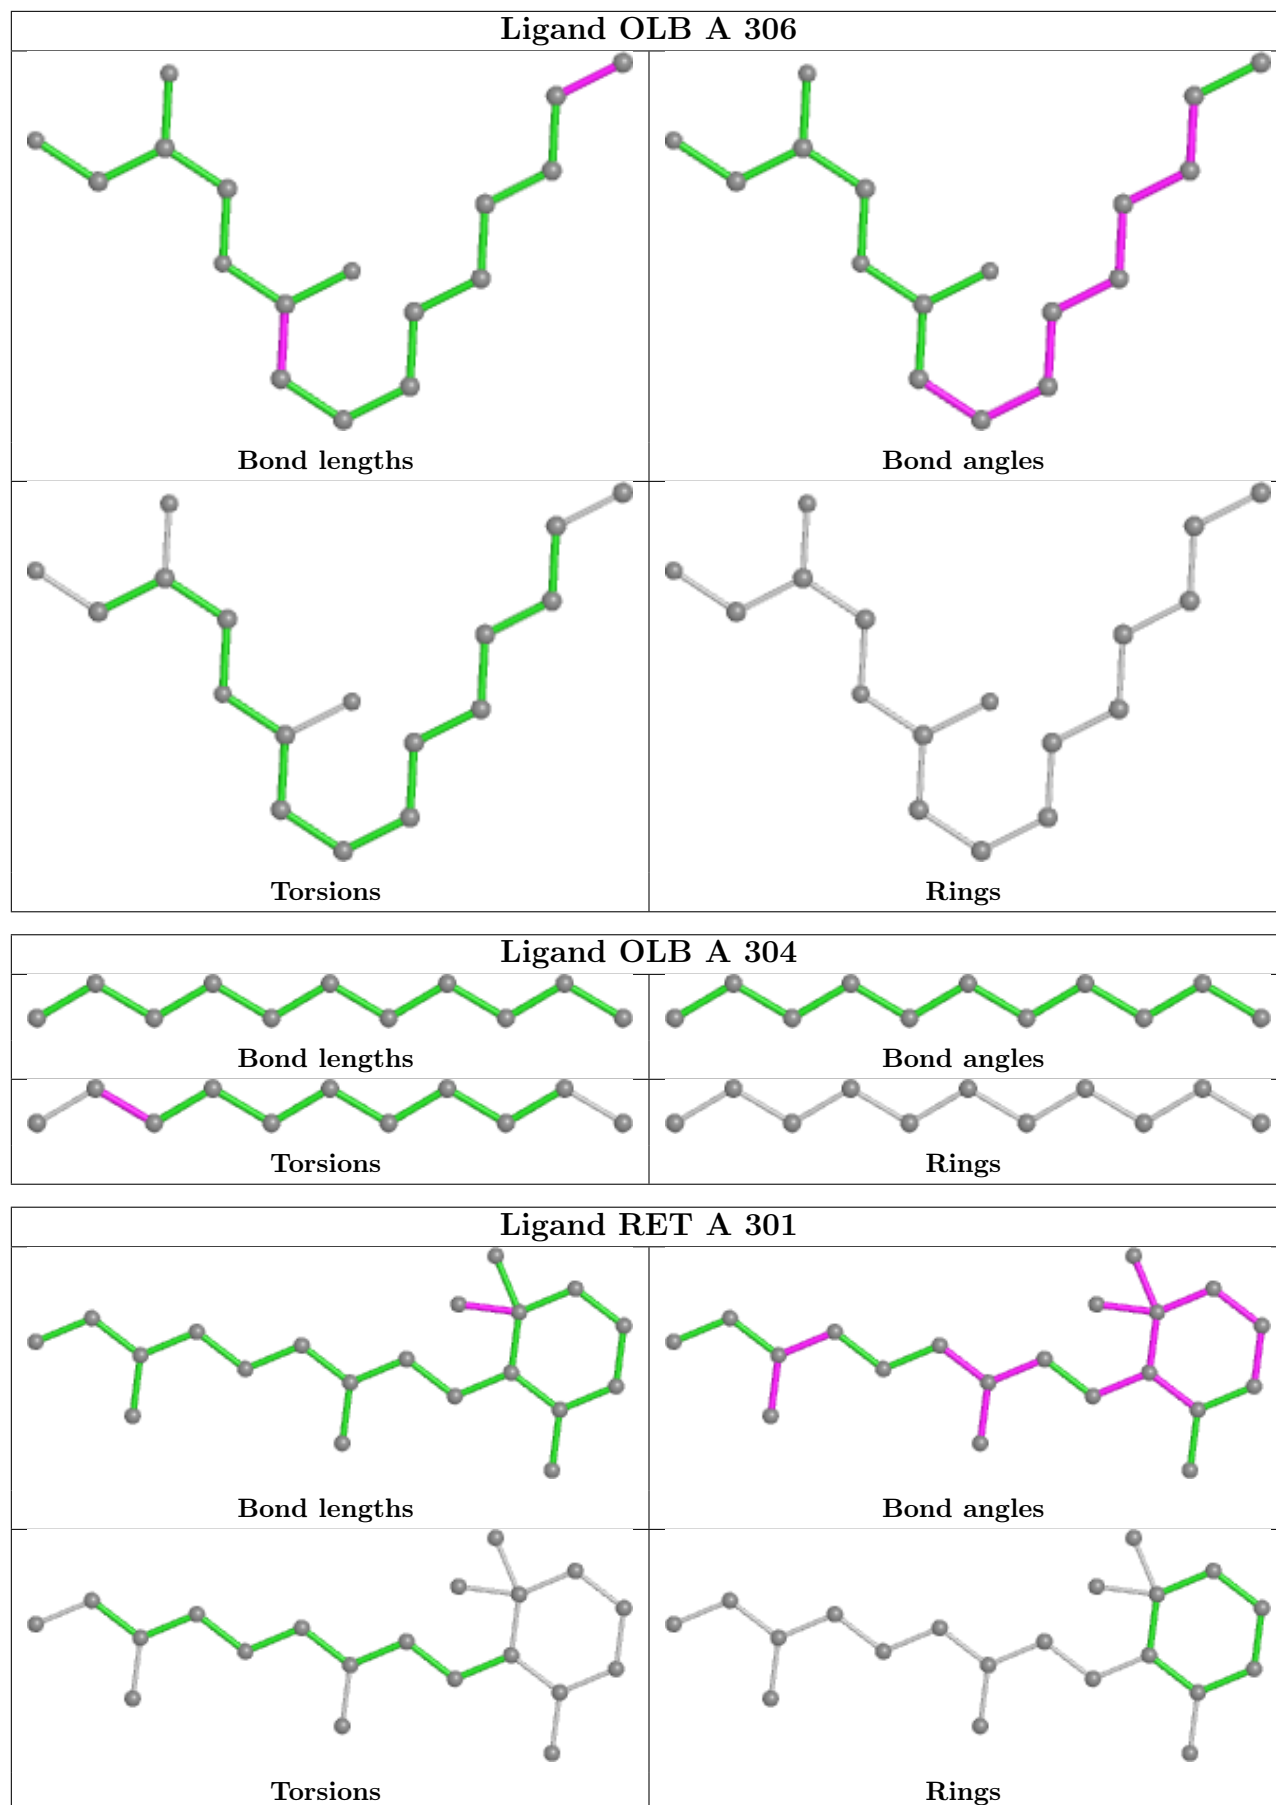 Ligand OLB A 306
Bond lengths
Bond angles
Torsions
Rings
Ligand OLB A 304
Bond lengths
Bond angles
Torsions
Rings
Ligand RET A 301
Bond lengths
Bond angles
Torsions
Rings